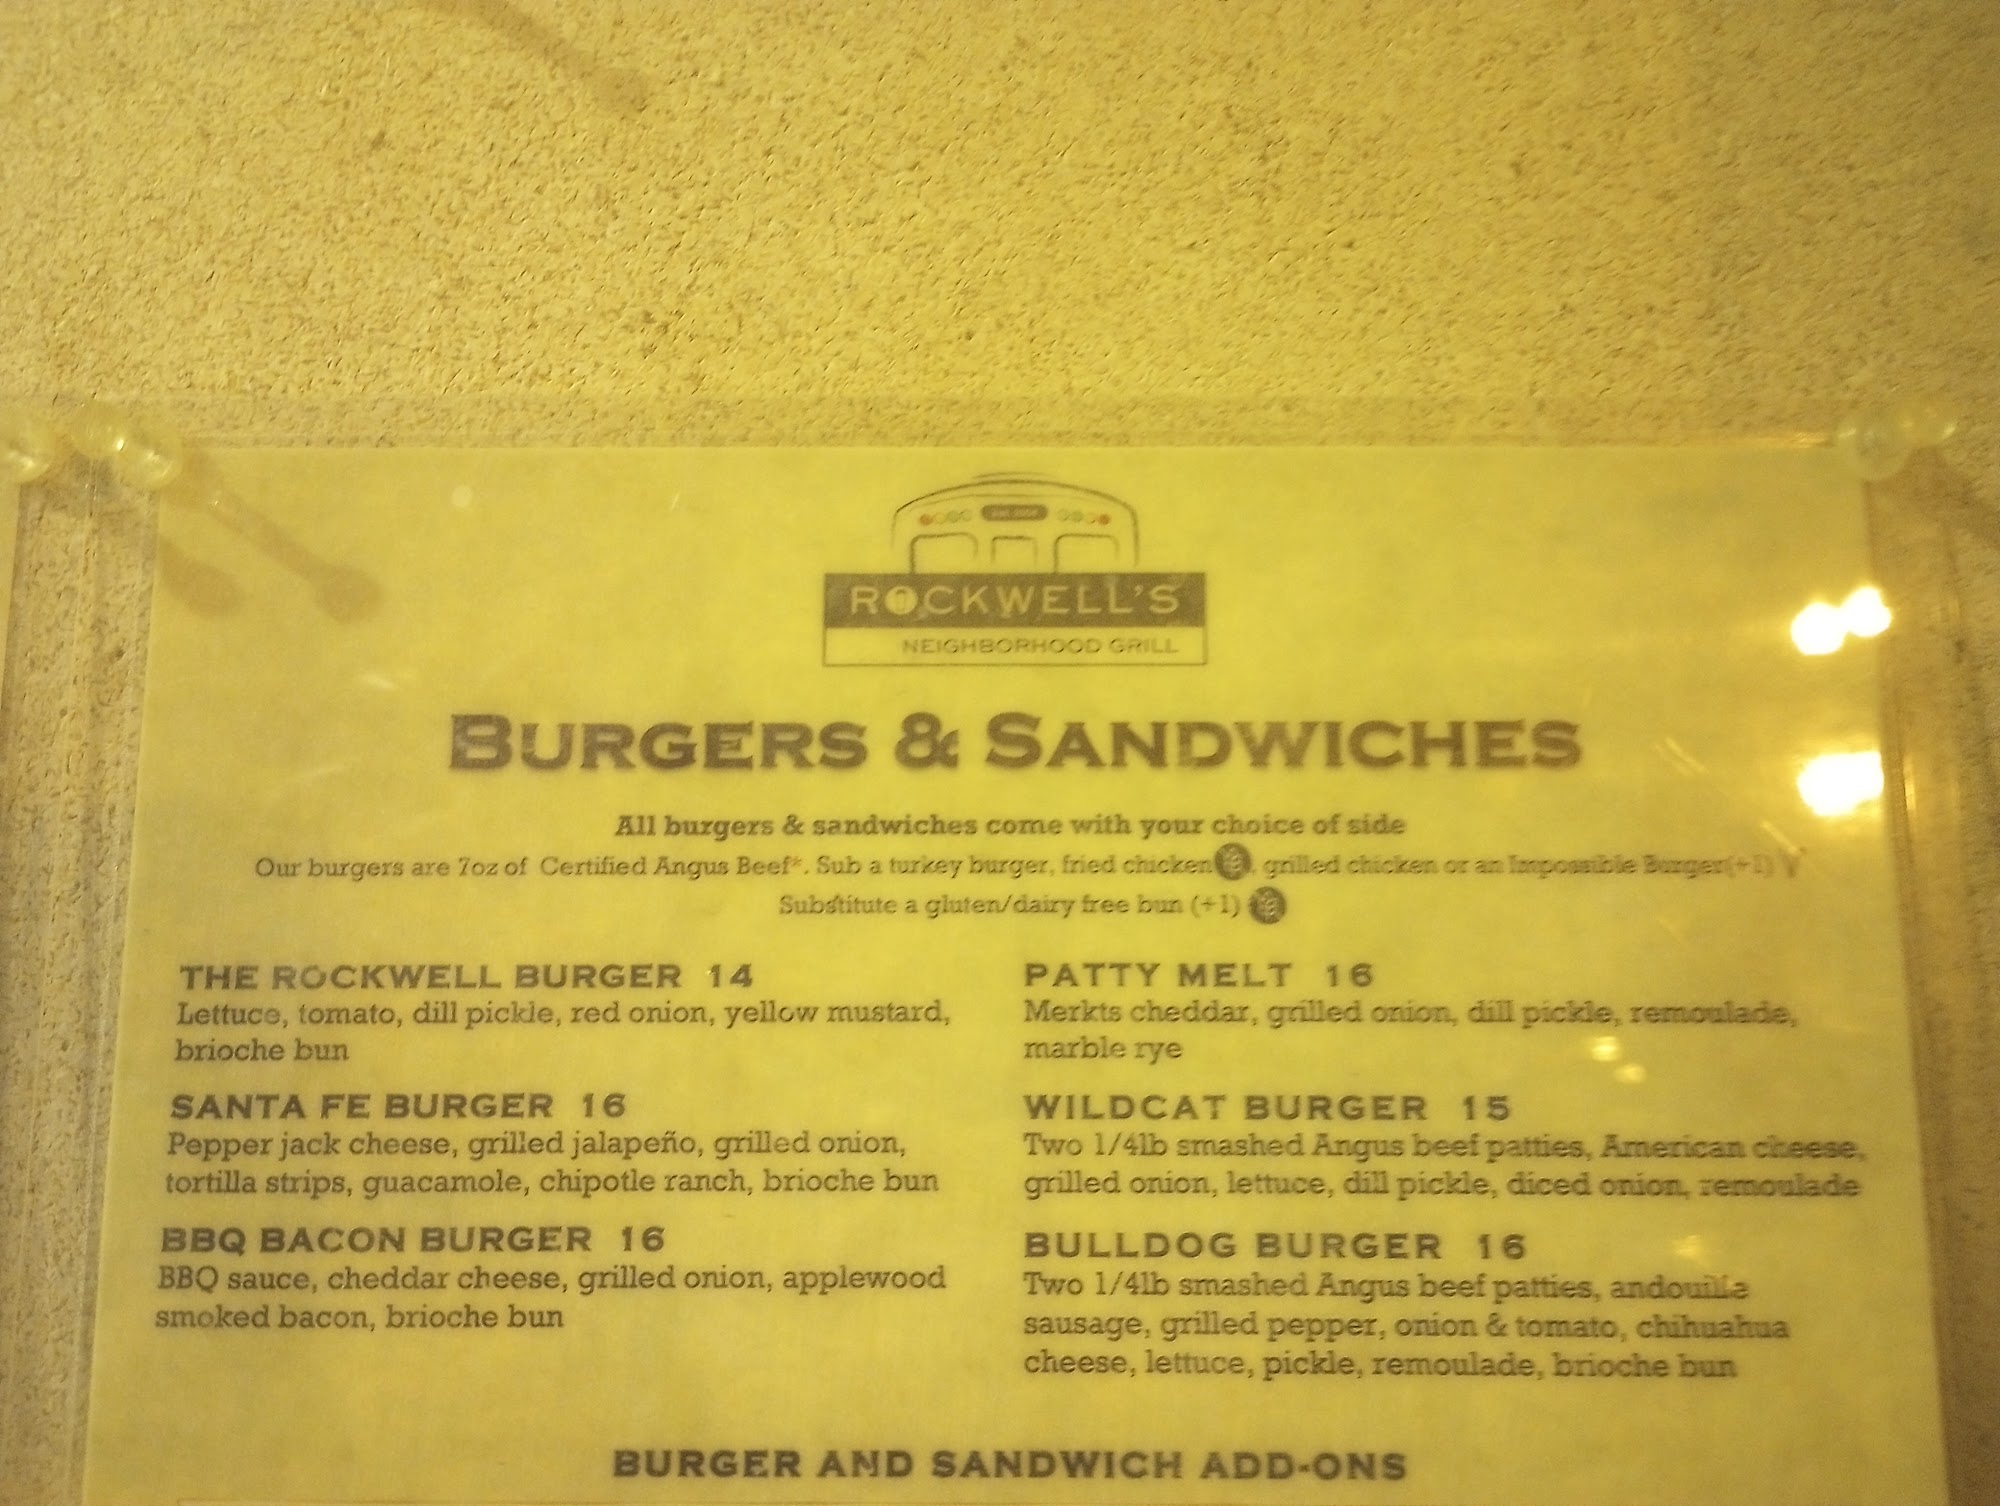 ROCKWELL'S
NEIGHBORHOOD GRILL
BURGERS & SANDWICHES
All burgers & sandwiches come with your choice of side
Our burgers are 7oz of Certified Angus Beef*. Sub a turkey burger, fried chicken, grilled chicken or an Impossible Burger(+1) V
Substitute a gluten/dairy free bun (+1)
THE ROCKWELL BURGER 14
Lettuce, tomato, dill pickle, red onion, yellow mustard,
brioche bun
SANTA FE BURGER 16
Pepper jack cheese, grilled jalapeño, grilled onion,
tortilla strips, guacamole, chipotle ranch, brioche bun
BBQ BACON BURGER 16
BBQ sauce, cheddar cheese, grilled onion, applewood
smoked bacon, brioche bun
PATTY MELT 16
Merkts cheddar, grilled onion, dill pickle, remoulade,
marble rye
WILDCAT BURGER 15
Two 1/4lb smashed Angus beef patties, American cheese,
grilled onion, lettuce, dill pickle, diced onion, remoulade
BULLDOG BURGER 16
Two 1/4lb smashed Angus beef patties, andouille
sausage, grilled pepper, onion & tomato, chihuahua
cheese, lettuce, pickle, remoulade, brioche bun
BURGER AND SANDWICH ADD-ONS